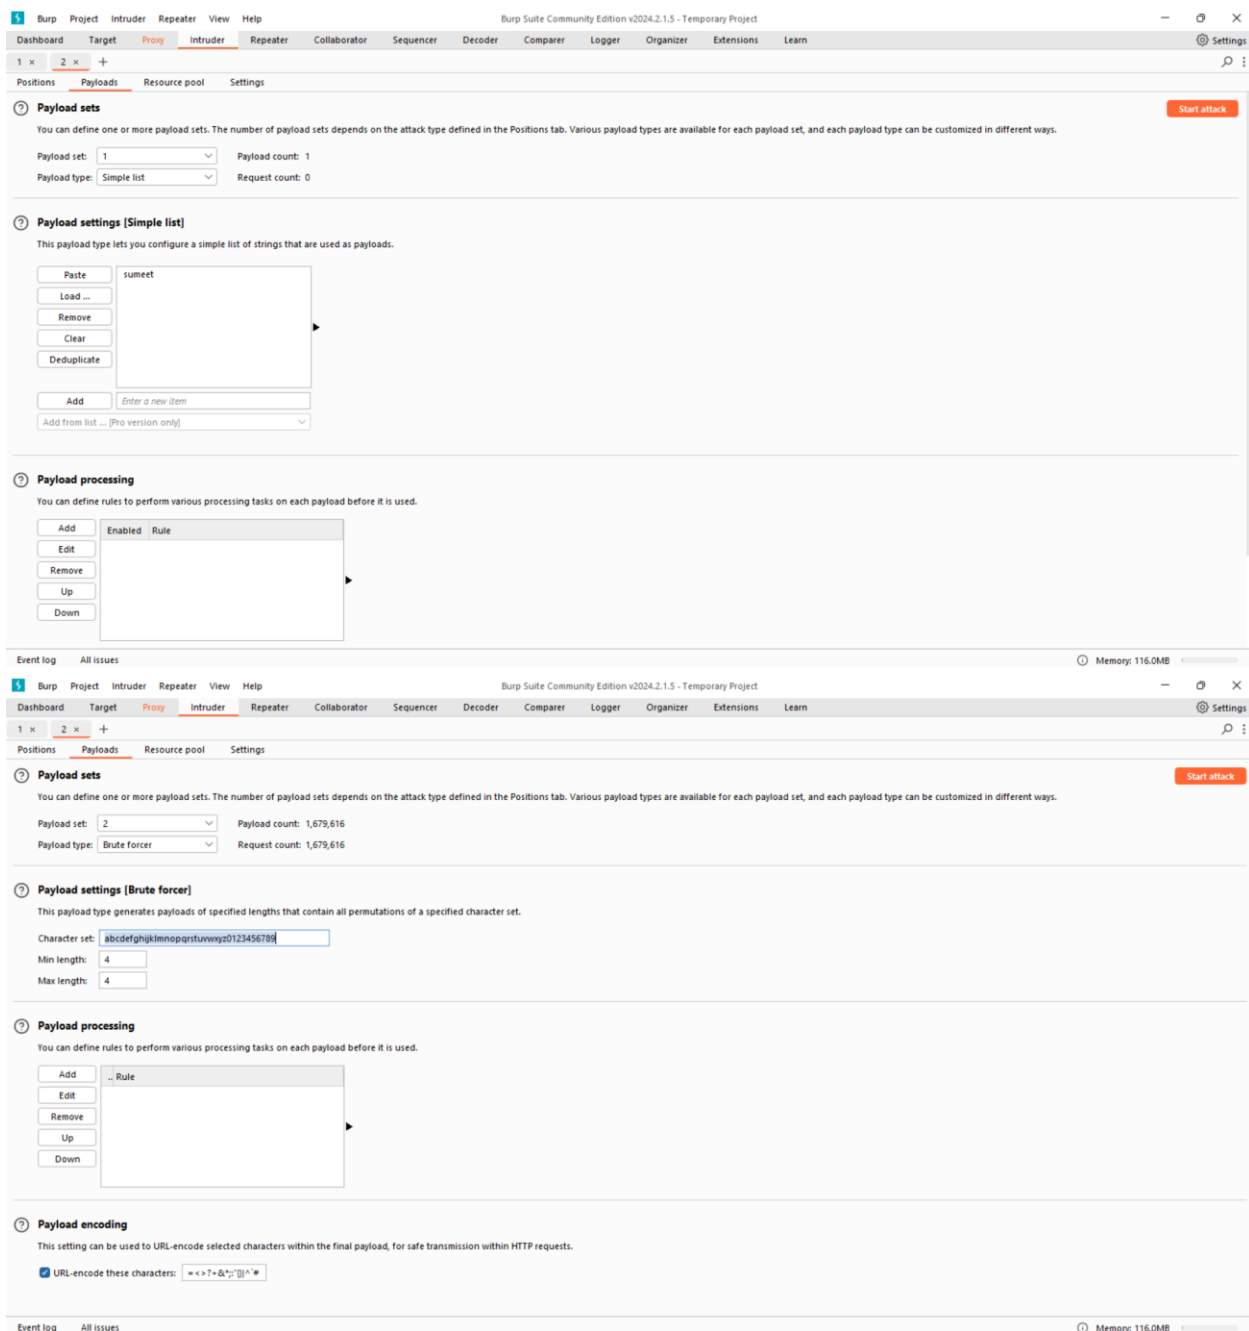 Burp Project Intruder Repeater View Help Burp Suite Community Edition v2024.2.1.5 - Temporary Project
Dashboard Target Proxy Intruder Repeater Collaborator Sequencer Decoder Comparer Logger Organizer Extensions Learn Settings
1 × 2 × +
Positions Payloads Resource pool Settings
Payload sets Start attack
You can define one or more payload sets. The number of payload sets depends on the attack type defined in the Positions tab. Various payload types are available for each payload set, and each payload type can be customized in different ways.
Payload set: 1 Payload count: 1
Payload type: Simple list Request count: 0
Payload settings [Simple list]
This payload type lets you configure a simple list of strings that are used as payloads.
Paste sumeet
Load ...
Remove
Clear
Deduplicate
Add Enter a new item
Add from list ... [Pro version only]
Payload processing
You can define rules to perform various processing tasks on each payload before it is used.
Add Enabled Rule
Edit
Remove
Up
Down
Event log All issues Memory: 116.0MB
Burp Project Intruder Repeater View Help Burp Suite Community Edition v2024.2.1.5 - Temporary Project
Dashboard Target Proxy Intruder Repeater Collaborator Sequencer Decoder Comparer Logger Organizer Extensions Learn Settings
1 × 2 × +
Positions Payloads Resource pool Settings
Payload sets Start attack
You can define one or more payload sets. The number of payload sets depends on the attack type defined in the Positions tab. Various payload types are available for each payload set, and each payload type can be customized in different ways.
Payload set: 2 Payload count: 1,679,616
Payload type: Brute forcer Request count: 1,679,616
Payload settings [Brute forcer]
This payload type generates payloads of specified lengths that contain all permutations of a specified character set.
Character set: abcdefghijklmnopqrstuvwxyz0123456789
Min length: 4
Max length: 4
Payload processing
You can define rules to perform various processing tasks on each payload before it is used.
Add .. Rule
Edit
Remove
Up
Down
Payload encoding
This setting can be used to URL-encode selected characters within the final payload, for safe transmission within HTTP requests.
URL-encode these characters:
Event log All issues Memory: 116.0MB